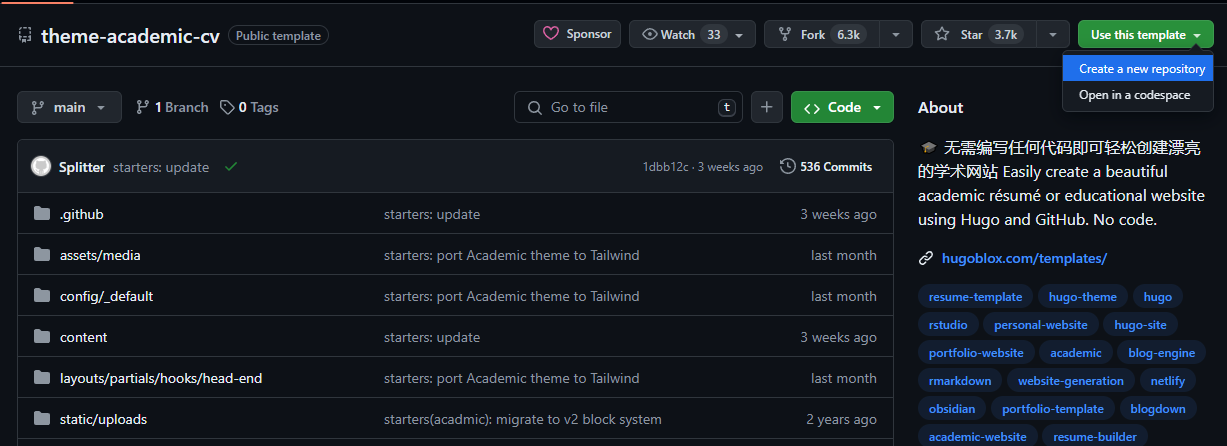 theme-academic-cv Public template Sponsor Watch 33 Fork 6.3k Star 3.7k Use this template
Create a new repository
Open in a codespace
main 1 Branch 0 Tags Go to file t Code
Splitter starters: update 1dbb12c · 3 weeks ago 536 Commits
.github starters: update 3 weeks ago
assets/media starters: port Academic theme to Tailwind last month
config/_default starters: port Academic theme to Tailwind last month
content starters: update 3 weeks ago
layouts/partials/hooks/head-end starters: port Academic theme to Tailwind last month
static/uploads starters(acadmic): migrate to v2 block system 2 years ago
About
🎓 无需编写任何代码即可轻松创建漂亮
的学术网站 Easily create a beautiful
academic résumé or educational website
using Hugo and GitHub. No code.
hugoblox.com/templates/
resume-template hugo-theme hugo
rstudio personal-website hugo-site
portfolio-website academic blog-engine
rmarkdown website-generation netlify
obsidian portfolio-template blogdown
academic-website resume-builder